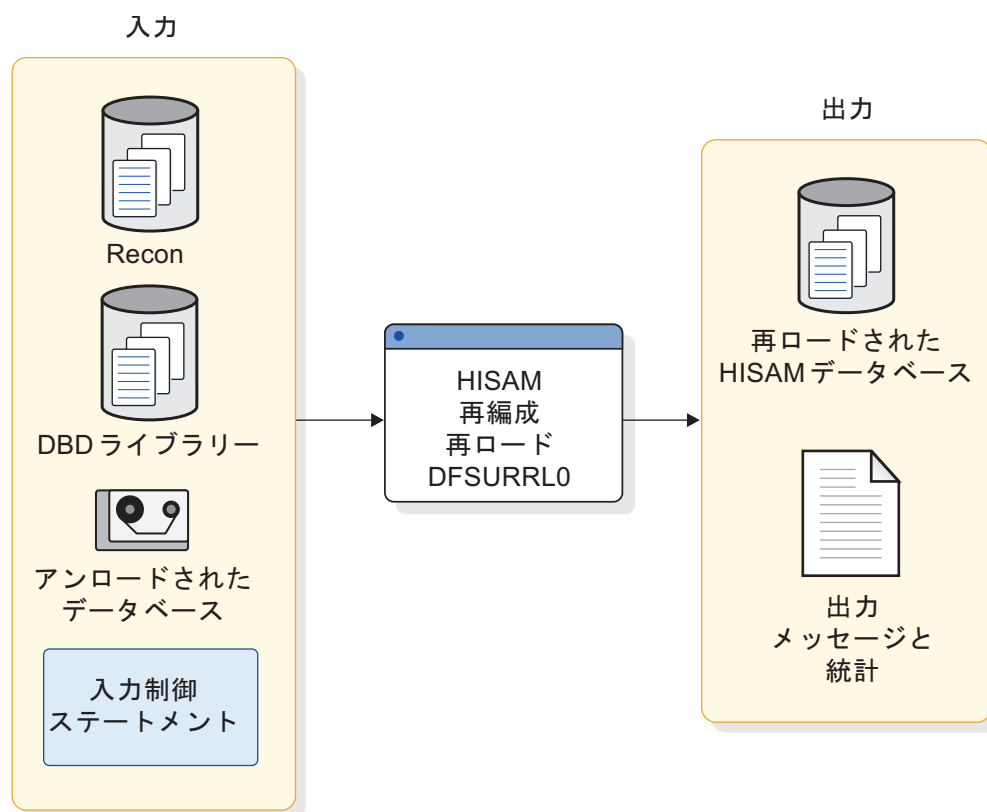 入力
Recon
DBD ライブラリー
アンロードされた
データベース
入力制御
ステートメント
HISAM
再編成
再ロード
DFSURRL0
出力
再ロードされた
HISAM データベース
出力
メッセージと
統計